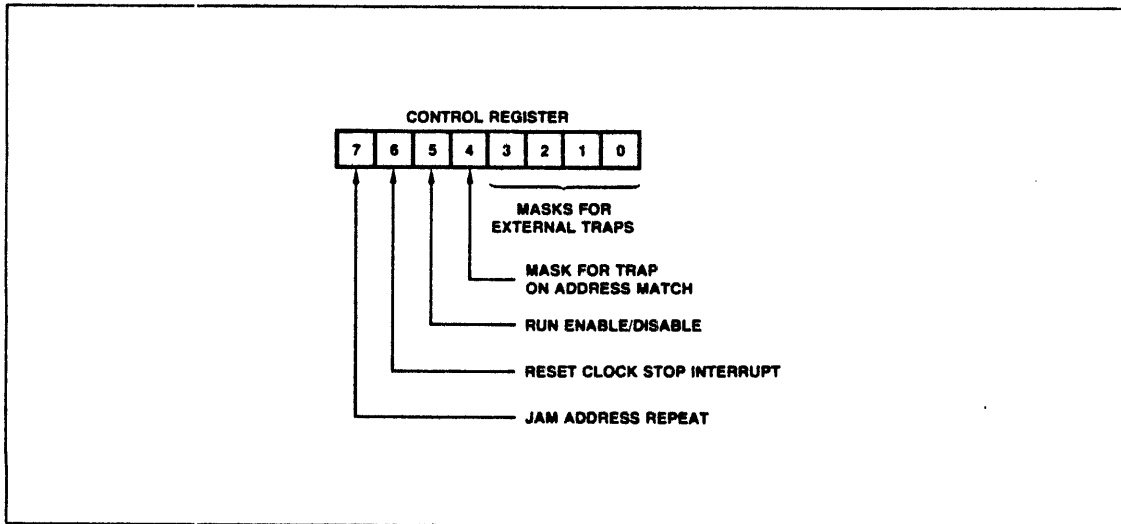 CONTROL REGISTER
7 6 5 4 3 2 1 0
MASKS FOR
EXTERNAL TRAPS
MASK FOR TRAP
ON ADDRESS MATCH
RUN ENABLE/DISABLE
RESET CLOCK STOP INTERRUPT
JAM ADDRESS REPEAT